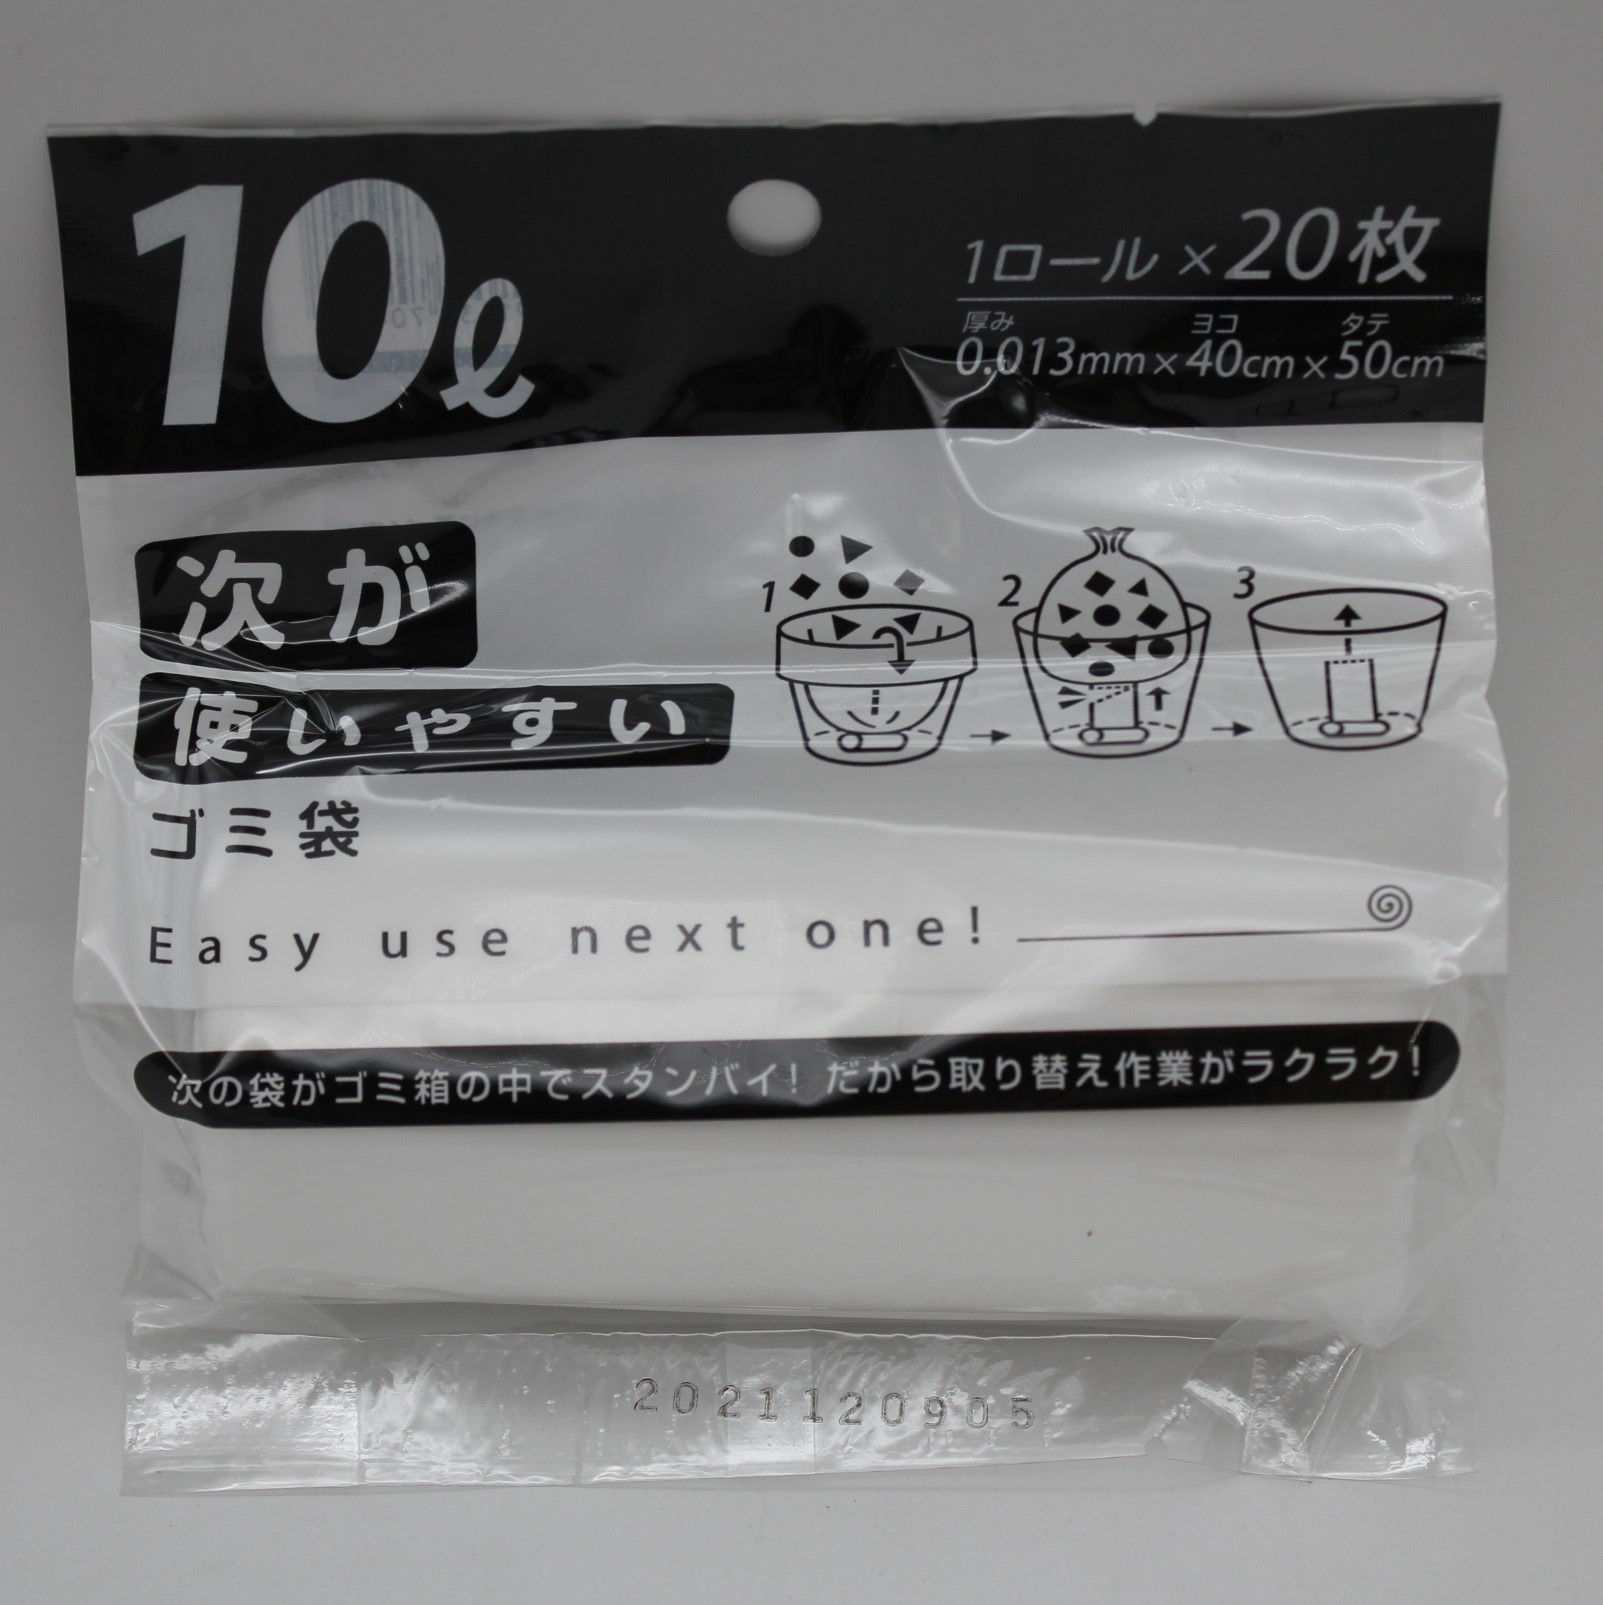 10ℓ
1ロール×20枚
厚み ヨコ タテ
0.013mm×40cm×50cm
次が
使いやすい
ゴミ袋
1 2 3
Easy use next one!
次の袋がゴミ箱の中でスタンバイ! だから取り替え作業がラクラク!
20211120905